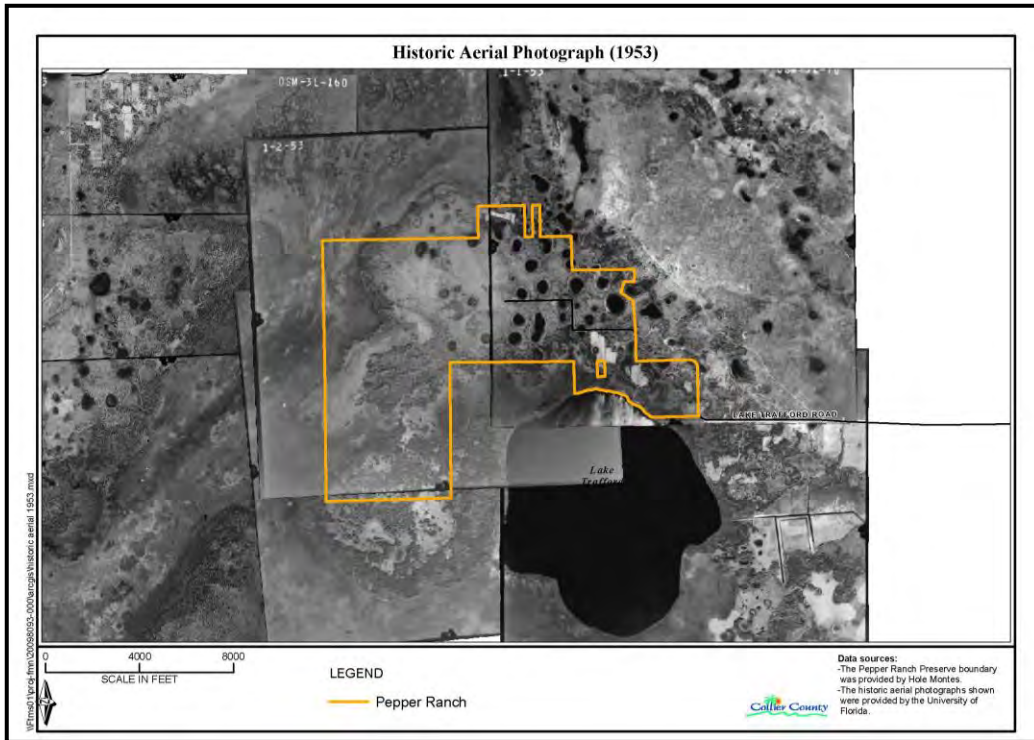 Historic Aerial Photograph (1953)
DSM-3L-160
1-2-53
1-1-53
LAKE TRAFFORD ROAD
Lake
Trafford
0 4000 8000
SCALE IN FEET
LEGEND
Pepper Ranch
Collier County
Data sources:
-The Pepper Ranch Preserve boundary
was provided by Hole Montes.
-The historic aerial photographs shown
were provided by the University of
Florida.